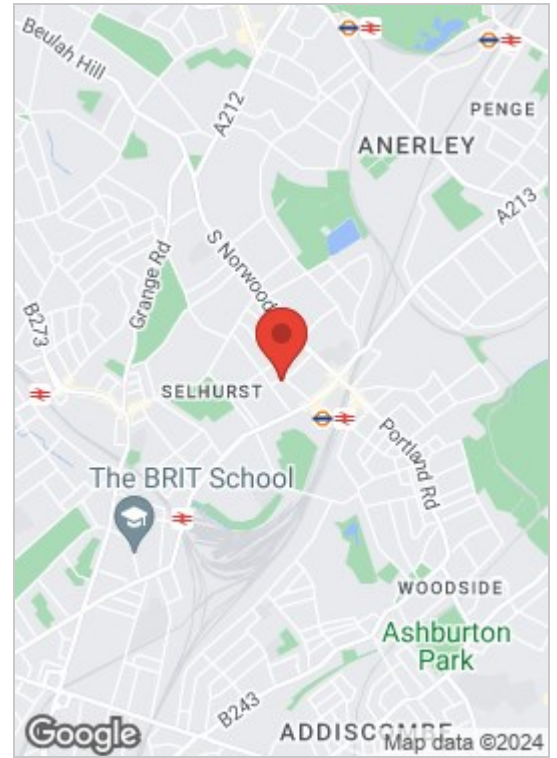 Beulah Hill
A212
PENGE
ANERLEY
A213
S Norwood
Grange Rd
B273
SELHURST
Portland Rd
The BRIT School
WOODSIDE
Ashburton
Park
B243
ADDISCOMBE
Google
Map data ©2024